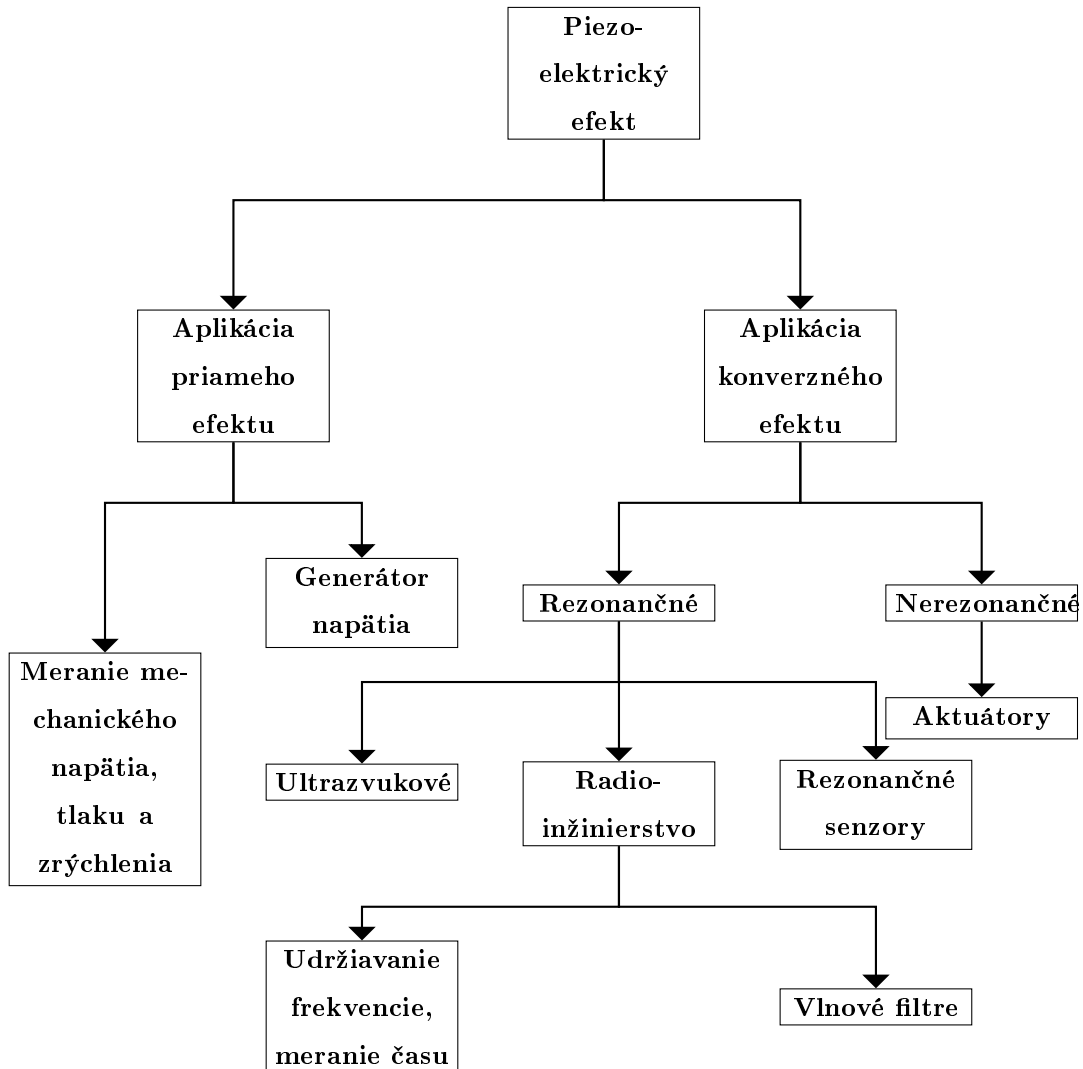 Piezo-
elektrický
efekt
Aplikácia
priameho
efektu
Aplikácia
konverzného
efektu
Meranie me-
chanického
napätia,
tlaku a
zrýchlenia
Generátor
napätia
Rezonančné
Nerezonančné
Aktuátory
Ultrazvukové
Radio-
inžinierstvo
Rezonančné
senzory
Udržiavanie
frekvencie,
meranie času
Vlnové filtre